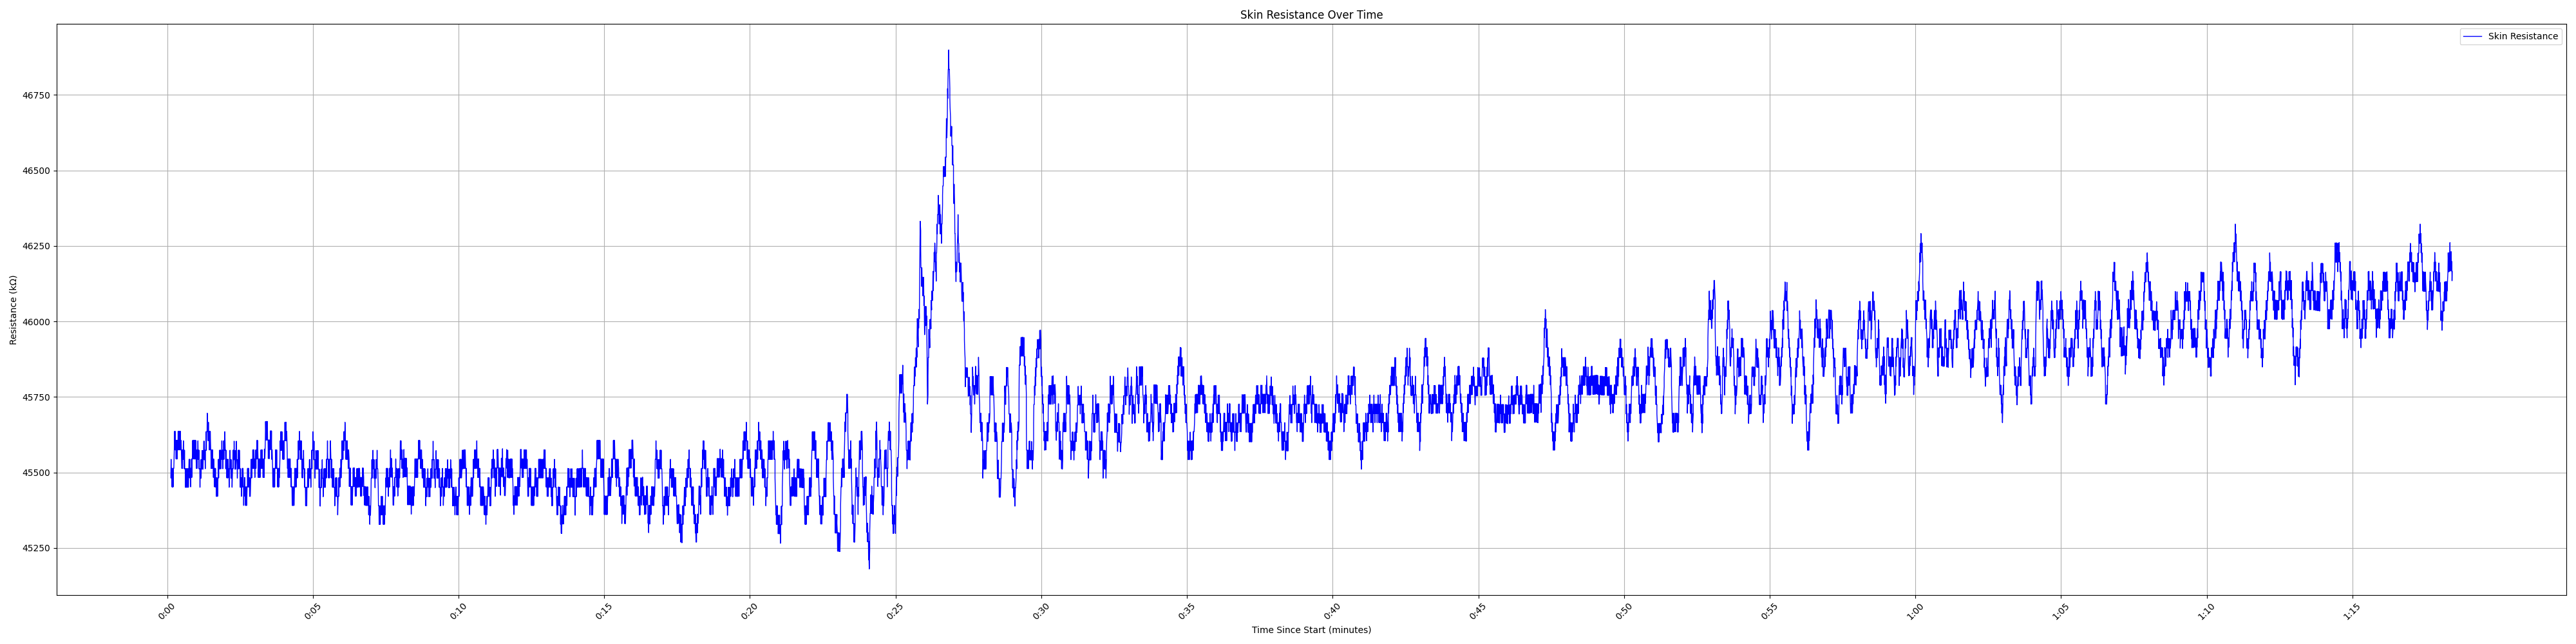 Skin Resistance Over Time
Skin Resistance
46750
46500
46250
46000
45750
45500
45250
Resistance (kΩ)
0:00 0:05 0:10 0:15 0:20 0:25 0:30 0:35 0:40 0:45 0:50 0:55 1:00 1:05 1:10 1:15
Time Since Start (minutes)